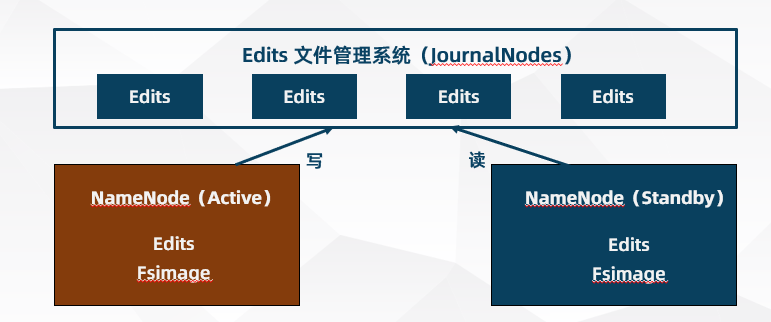 Edits 文件管理系统（JournalNodes）
Edits Edits Edits Edits
写 读
NameNode（Active）
Edits
Fsimage
NameNode（Standby）
Edits
Fsimage